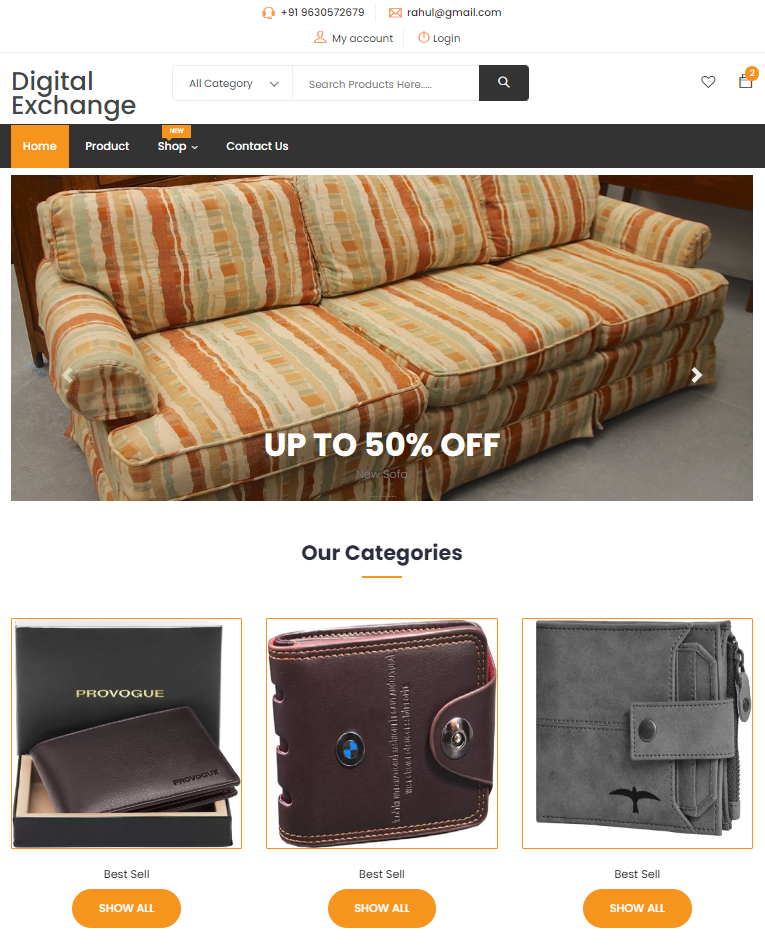 +91 9630572679
rahul@gmail.com
My account
Login
Digital
Exchange
All Category
Search Products Here.....
2
NEW
Home
Product
Shop
Contact Us
UP TO 50% OFF
New Sofa
Our Categories
PROVOGUE
PROVOGUE
Best Sell
Best Sell
Best Sell
SHOW ALL
SHOW ALL
SHOW ALL